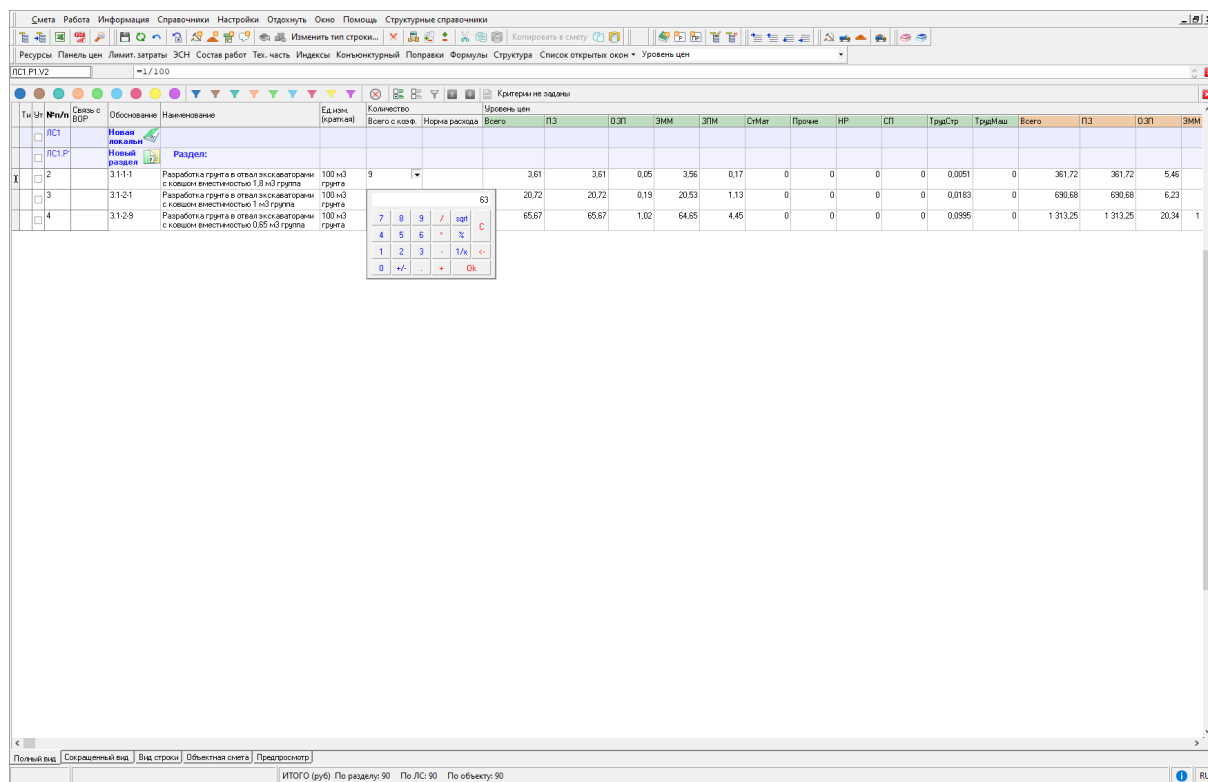 Смета Работа Информация Справочники Настройки Отдохнуть Окно Помощь Структурные справочники
Изменить тип строки... Копировать в смету
Ресурсы Панель цен Лимит. затраты ЭСН Состав работ Тех. часть Индексы Конъюнктурный Поправки Формулы Структура Список открытых окон Уровень цен
ЛС1.Р1.V2 =1/100
Критерии не заданы
Ти Уг №п/п Связь с ВОР Обоснование Наименование Ед.изм. (краткая) Количество Уровень цен
Всего с коэф. Норма расхода Всего ПЗ ОЗП ЭММ ЗПМ СтМат Прочие НР СП ТрудСтр ТрудМаш Всего ПЗ ОЗП ЭММ
ЛС1 Новая локальн
ЛС1.Р Новый раздел Раздел:
2 3.1-1-1 Разработка грунта в отвал экскаваторами 100 м3 9 3,61 3,61 0,05 3,56 0,17 0 0 0 0 0,0051 0 361,72 361,72 5,46
с ковшом вместимостью 1,8 м3 группа грунта
3 3.1-2-1 Разработка грунта в отвал экскаваторами 100 м3 20,72 20,72 0,19 20,53 1,13 0 0 0 0 0,0183 0 690,68 690,68 6,23
с ковшом вместимостью 1 м3 группа грунта
4 3.1-2-9 Разработка грунта в отвал экскаваторами 100 м3 65,67 65,67 1,02 64,65 4,45 0 0 0 0 0,0995 0 1 313,25 1 313,25 20,34 1
с ковшом вместимостью 0,65 м3 группа грунта
63
7 8 9 / sqrt C
4 5 6 * %
1 2 3 - 1/x <-
0 +/- . + Ok
Полный вид Сокращенный вид Вид строки Объектная смета Предпросмотр
ИТОГО (руб) По разделу: 90 По ЛС: 90 По объекту: 90 RU